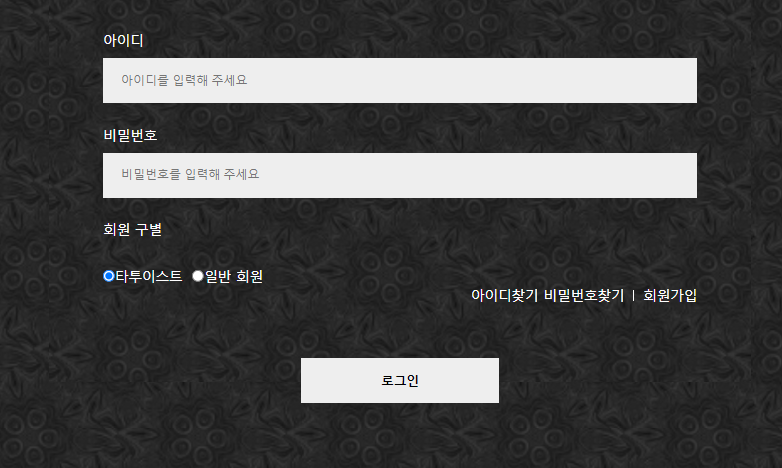 아이디
아이디를 입력해 주세요
비밀번호
비밀번호를 입력해 주세요
회원 구별
타투이스트 일반 회원
아이디찾기 비밀번호찾기 | 회원가입
로그인